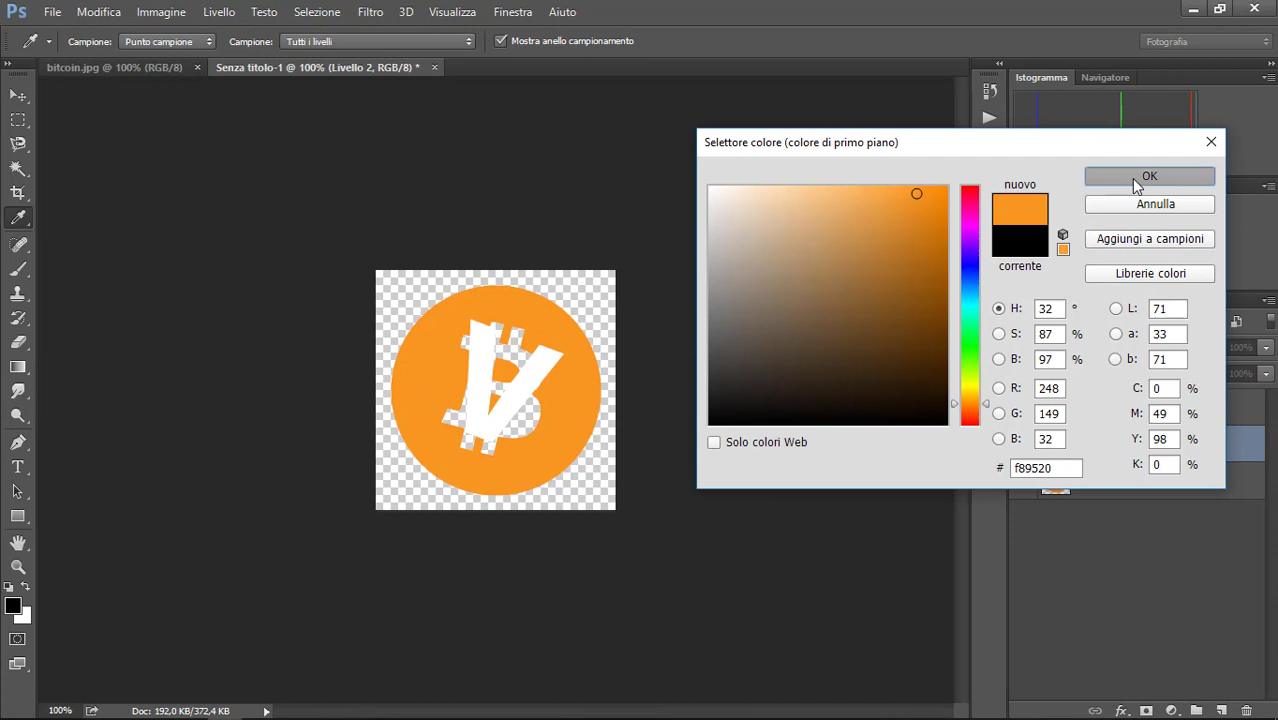 Ps File Modifica Immagine Livello Testo Selezione Filtro 3D Visualizza Finestra Aiuto
Campione: Punto campione Campione: Tutti i livelli Mostra anello campionamento Fotografia
bitcoin.jpg @ 100% (RGB/8) × Senza titolo-1 @ 100% (Livello 2, RGB/8) * × Istogramma Navigatore
Selettore colore (colore di primo piano)
OK
nuovo
Annulla
Aggiungi a campioni
corrente
Librerie colori
H: 32 ° L: 71
S: 87 % a: 33
B: 97 % b: 71
R: 248 C: 0 %
G: 149 M: 49 %
B: 32 Y: 98 %
# f89520 K: 0 %
Solo colori Web
100%
100%
T
100% Doc: 192,0 KB/372,4 KB
fx